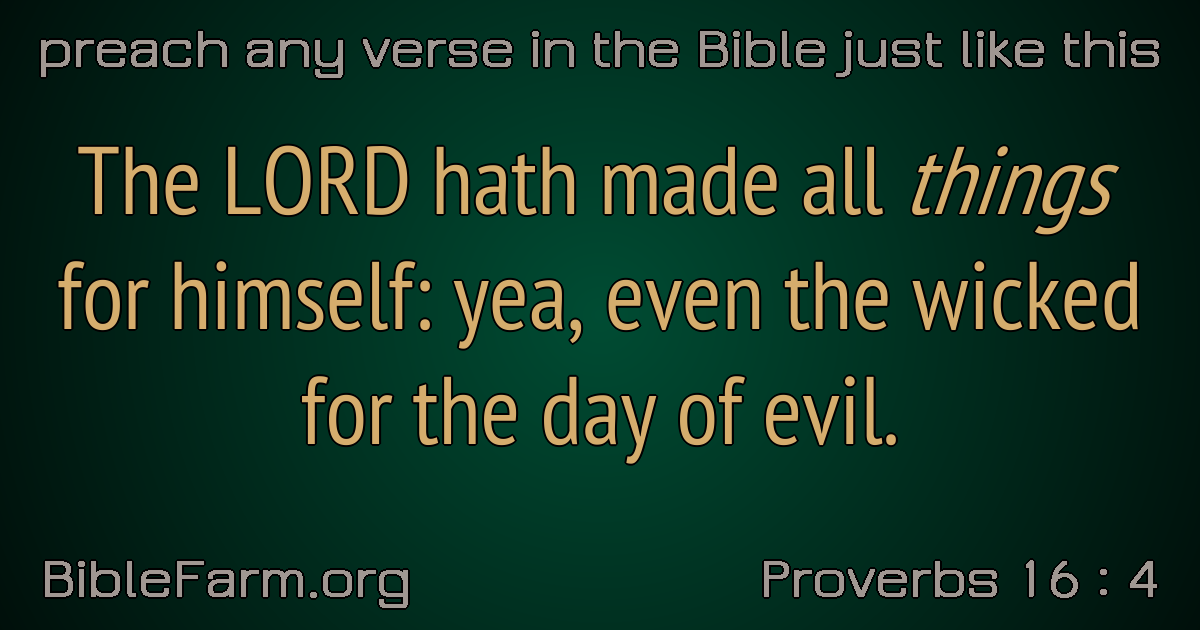 preach any verse in the Bible just like this
The LORD hath made all things
for himself: yea, even the wicked
for the day of evil.
BibleFarm.org
Proverbs 16 : 4